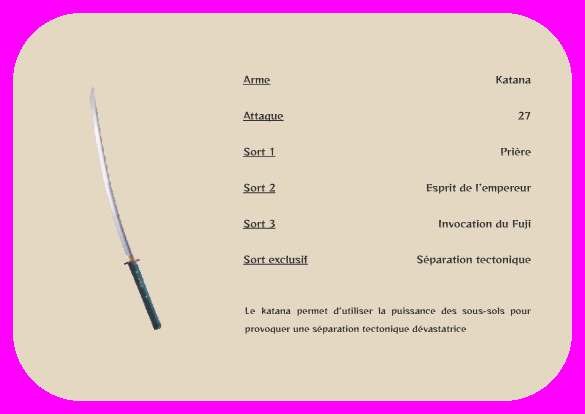 Arme Katana
Attaque 27
Sort 1 Prière
Sort 2 Esprit de l'empereur
Sort 3 Invocation du Fuji
Sort exclusif Séparation tectonique
Le katana permet d'utiliser la puissance des sous-sols pour
provoquer une séparation tectonique dévastatrice